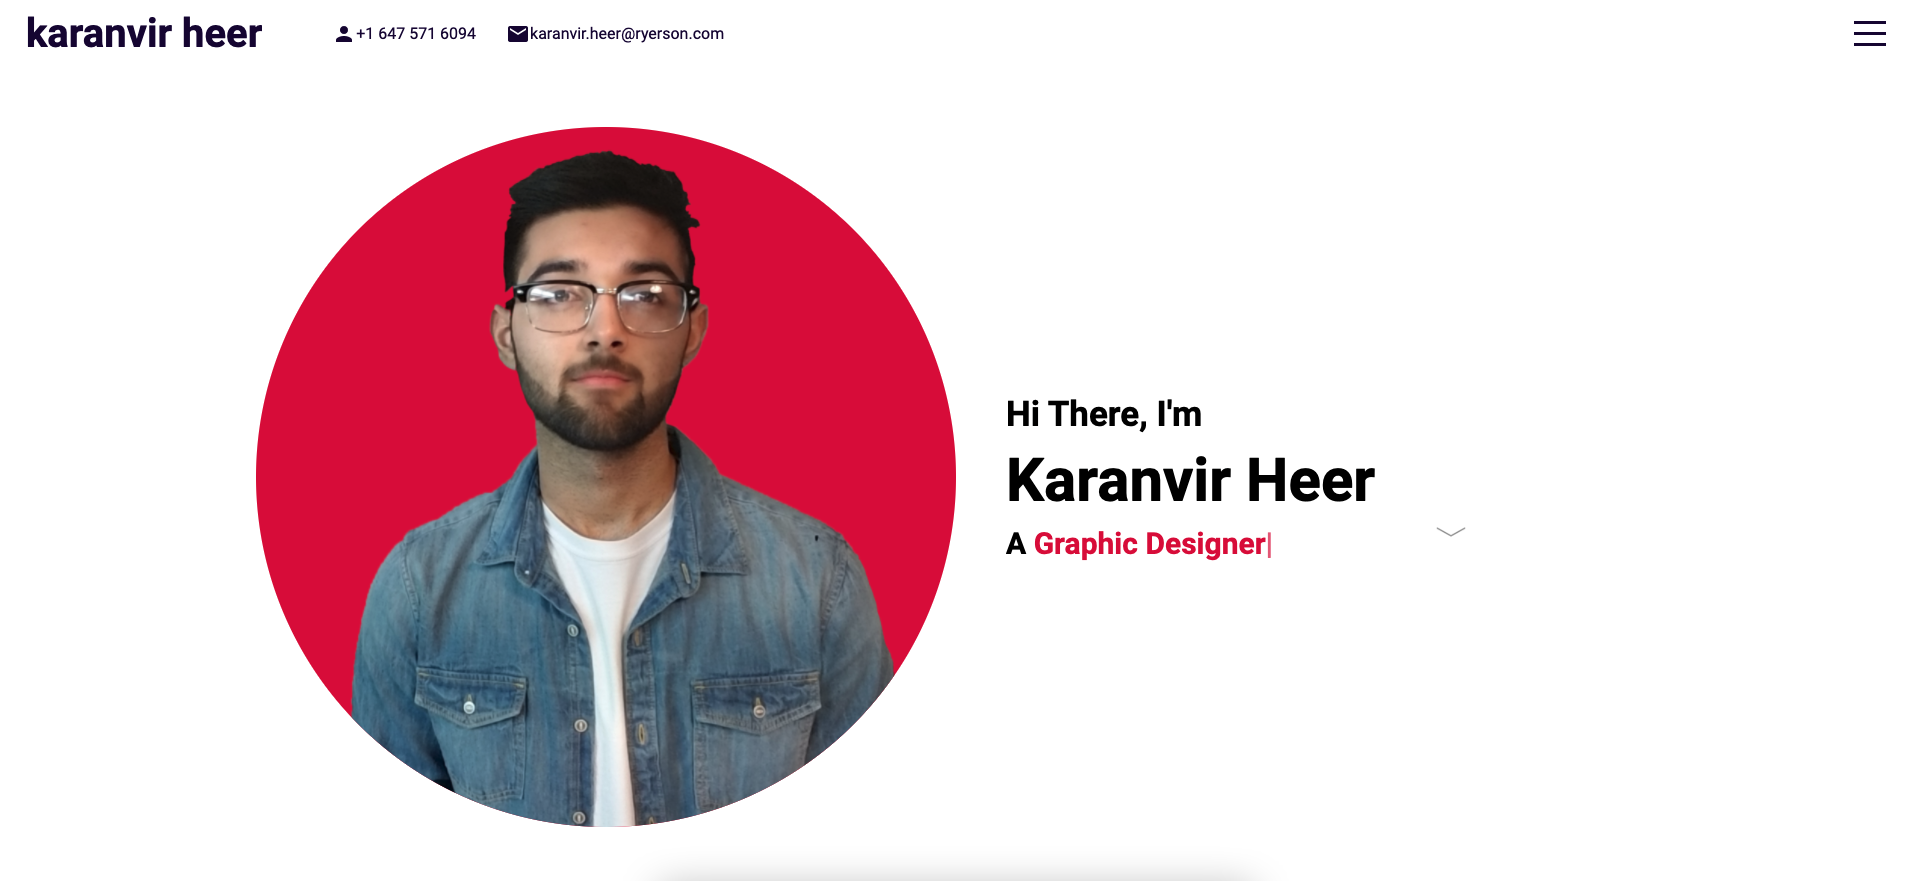 karanvir heer
+1 647 571 6094
karanvir.heer@ryerson.com
Hi There, I'm
Karanvir Heer
A Graphic Designer|